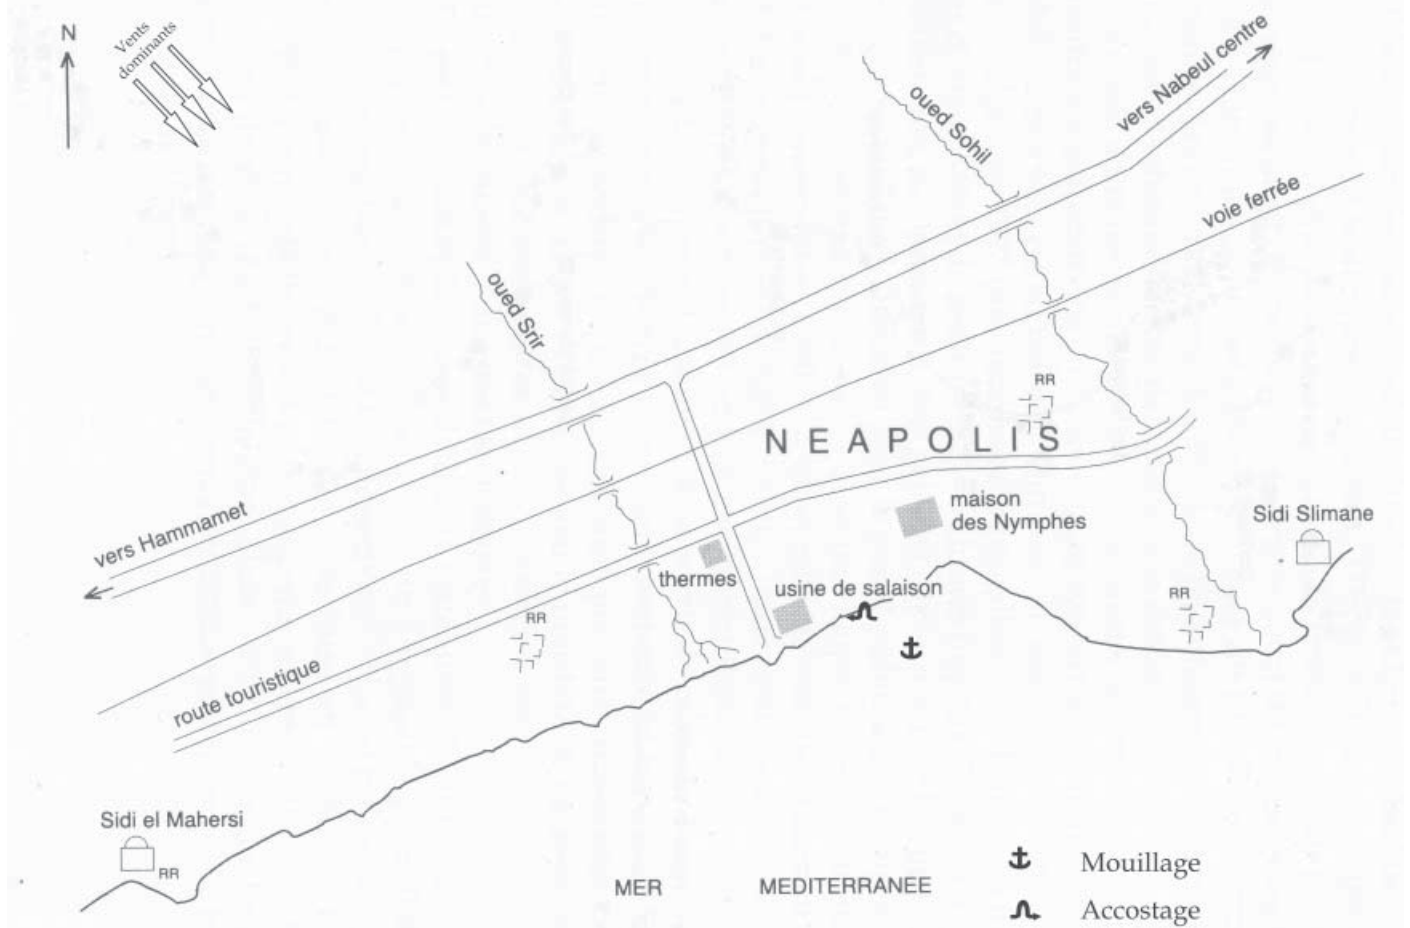 N
Vents
dominants
vers Nabeul centre
oued Sohil
voie ferrée
oued Srir
RR
NEAPOLIS
maison
des Nymphes
Sidi Slimane
vers Hammamet
thermes
usine de salaison
RR
RR
route touristique
Sidi el Mahersi
RR
MER MEDITERRANEE
Mouillage
Accostage